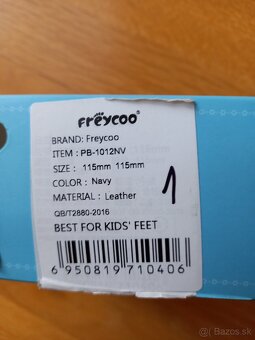 Freycoo
BRAND: Freycoo
ITEM : PB-1012NV
SIZE : 115mm 115mm
COLOR : Navy
MATERIAL : Leather
QB/T2880-2016
BEST FOR KIDS' FEET
6 950819 710406
1
Bazos.sk